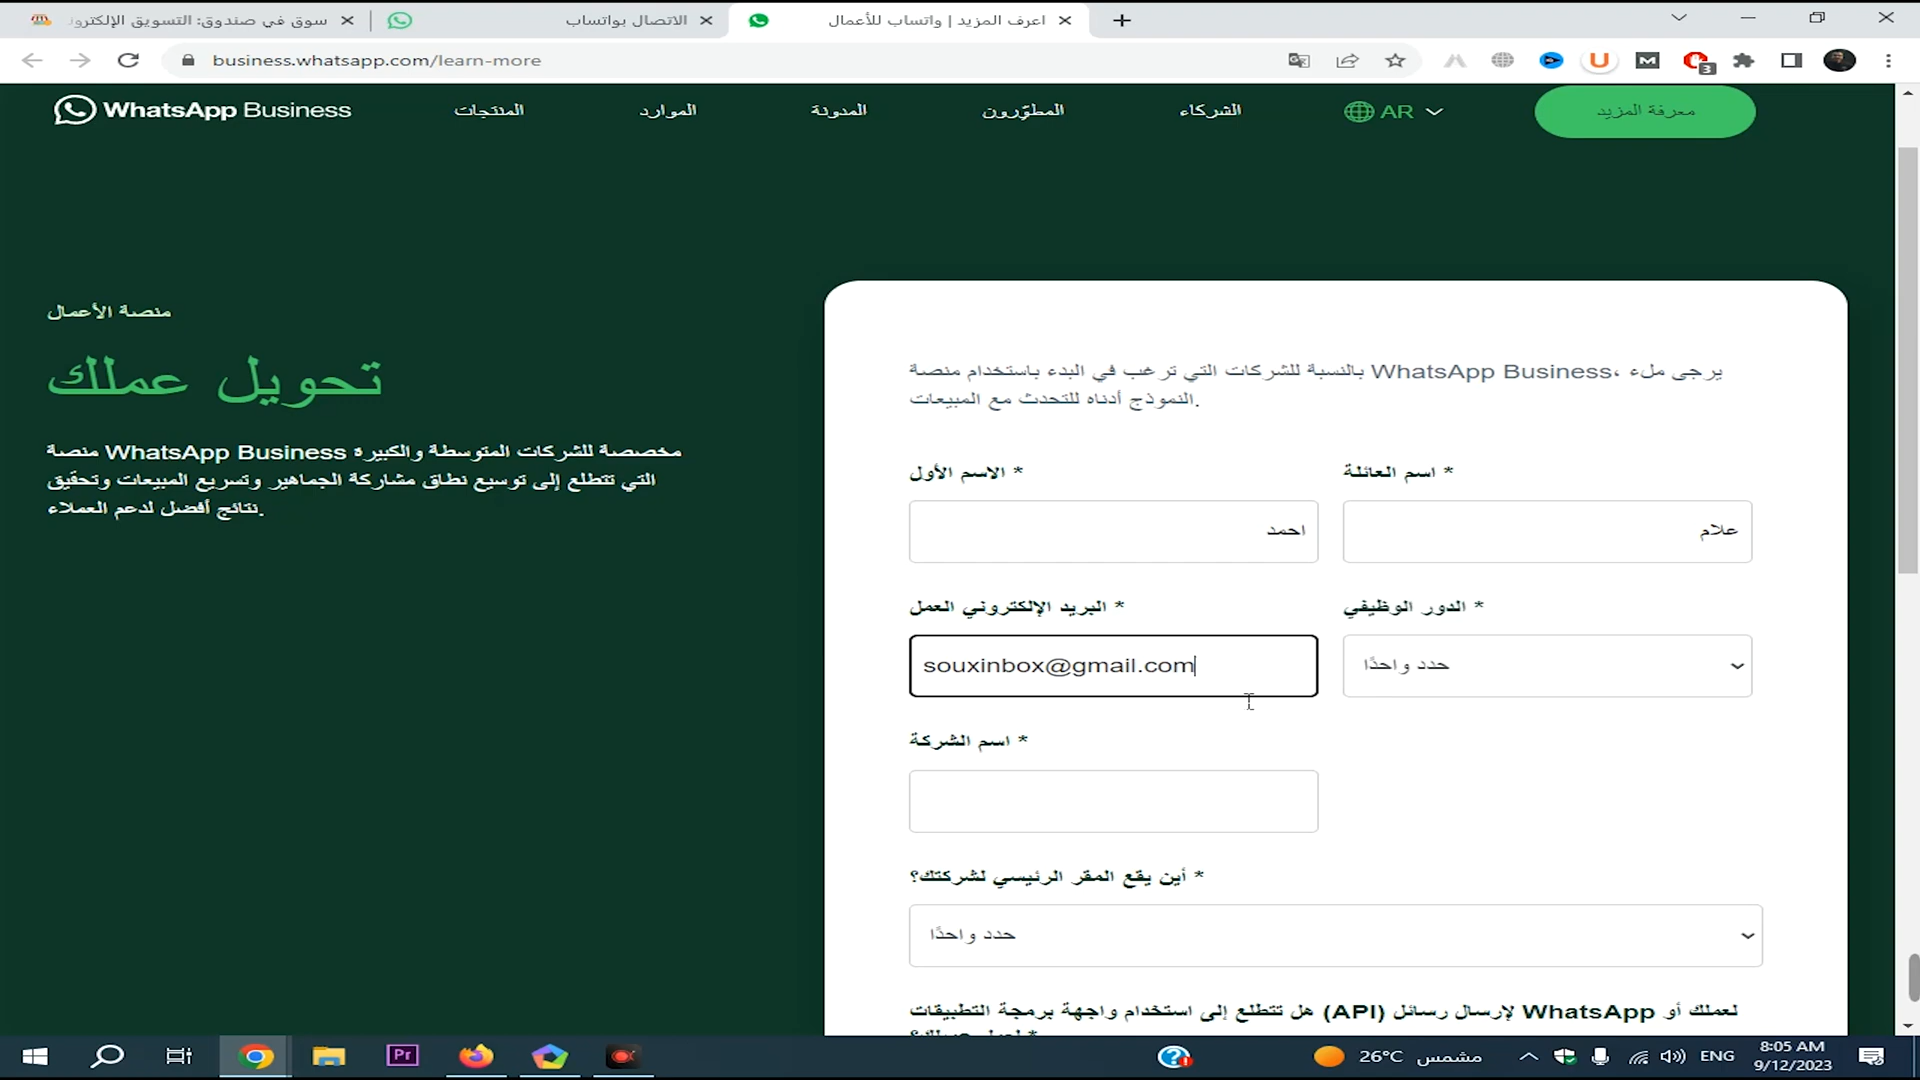 سوق في صندوق: التسويق الإلكترون
الاتصال بواتساب
اعرف المزيد | واتساب للأعمال
business.whatsapp.com/learn-more
3
WhatsApp Business
المنتجات
الموارد
المدونة
المطوّرون
الشركاء
AR
معرفة المزيد
منصة الأعمال
تحويل عملك
منصة WhatsApp Business مخصصة للشركات المتوسطة والكبيره
التي تتطلع إلى توسيع نطاق مشاركة الجماهير وتسريع المبيعات وتحقيق
نتائج أفضل لدعم العملاء.
بالنسبة للشركات التي ترغب في البدء باستخدام منصة WhatsApp Business، يرجى ملء
النموذج أدناه للتحدث مع المبيعات.
الاسم الأول *
اسم العائلة *
احمد
علام
البريد الإلكتروني العمل *
الدور الوظيفي *
souxinbox@gmail.com
حدد واحدًا
اسم الشركة *
أين يقع المقر الرئيسي لشركتك؟ *
حدد واحدًا
هل تتطلع إلى استخدام واجهة برمجة التطبيقات (API) لإرسال رسائل WhatsApp لعملك أو
Pr
26°C مشمس
ENG
8:05 AM
9/12/2023